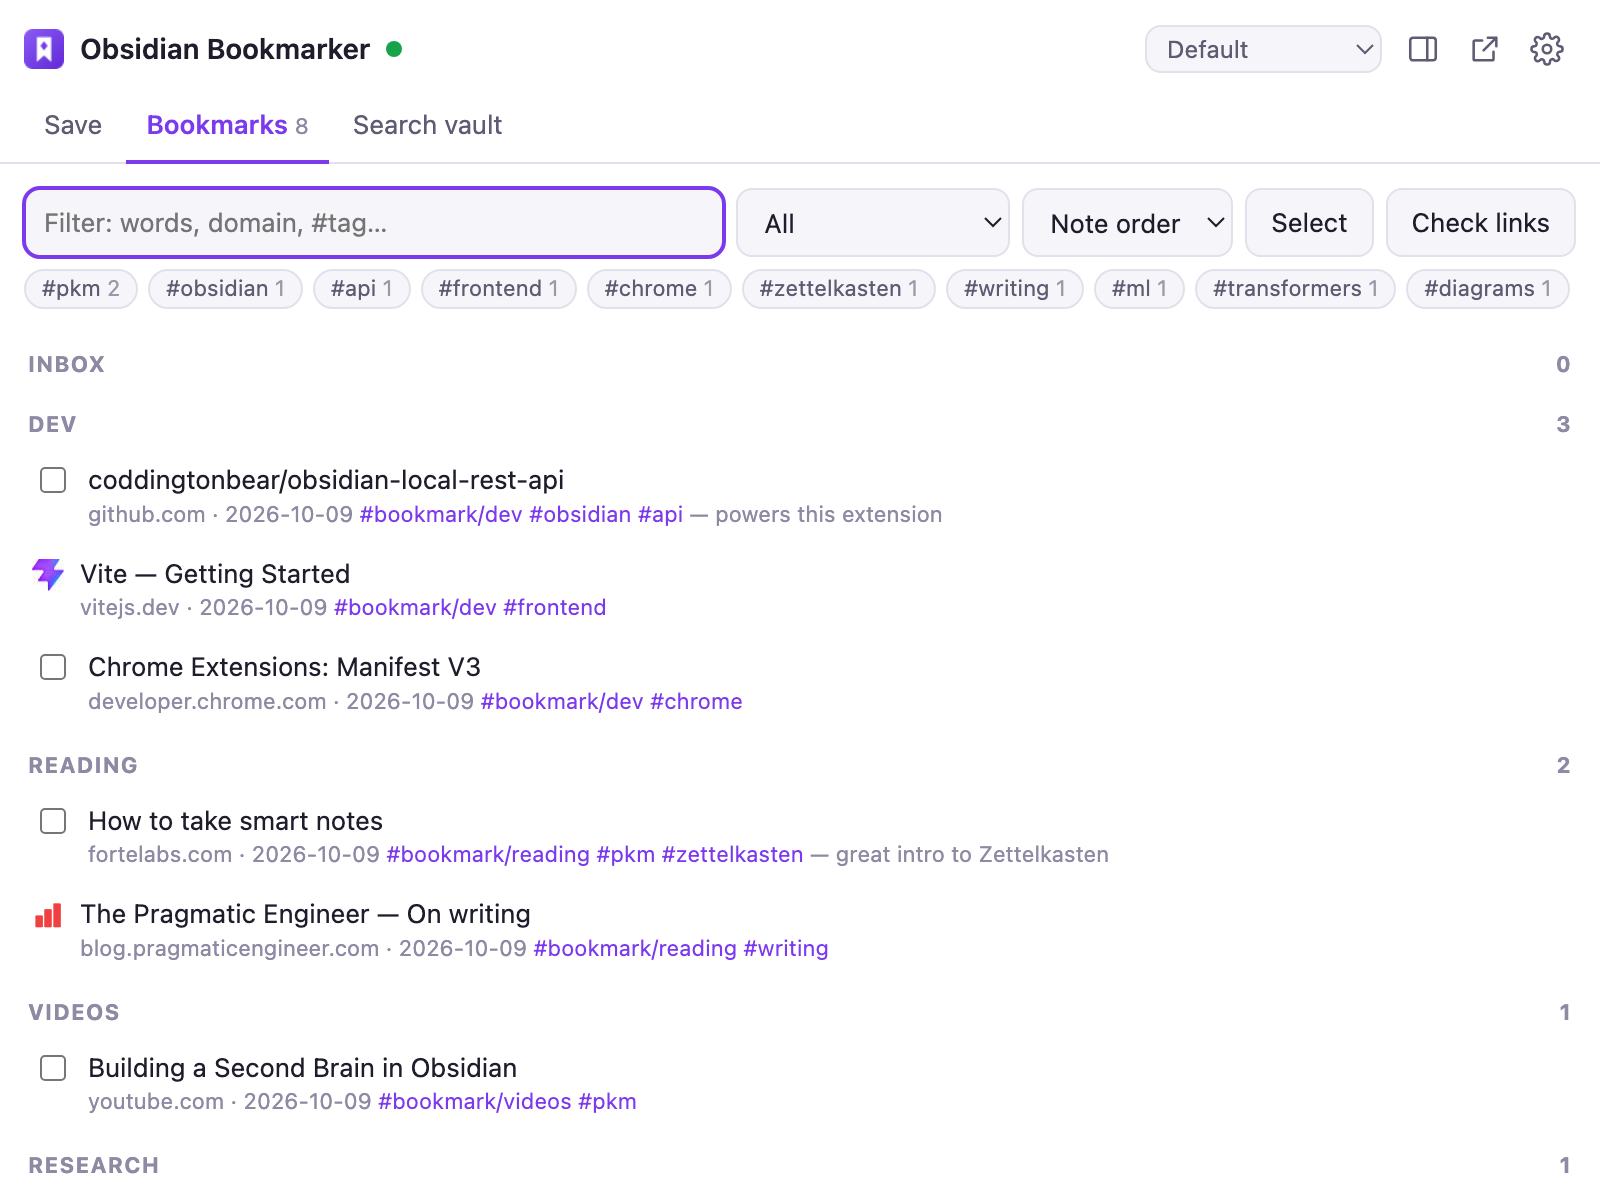 Obsidian Bookmarker
Default
Save
Bookmarks 8
Search vault
Filter: words, domain, #tag...
All
Note order
Select
Check links
#pkm 2
#obsidian 1
#api 1
#frontend 1
#chrome 1
#zettelkasten 1
#writing 1
#ml 1
#transformers 1
#diagrams 1
INBOX 0
DEV 3
coddingtonbear/obsidian-local-rest-api
github.com · 2026-10-09 #bookmark/dev #obsidian #api — powers this extension
Vite — Getting Started
vitejs.dev · 2026-10-09 #bookmark/dev #frontend
Chrome Extensions: Manifest V3
developer.chrome.com · 2026-10-09 #bookmark/dev #chrome
READING 2
How to take smart notes
fortelabs.com · 2026-10-09 #bookmark/reading #pkm #zettelkasten — great intro to Zettelkasten
The Pragmatic Engineer — On writing
blog.pragmaticengineer.com · 2026-10-09 #bookmark/reading #writing
VIDEOS 1
Building a Second Brain in Obsidian
youtube.com · 2026-10-09 #bookmark/videos #pkm
RESEARCH 1